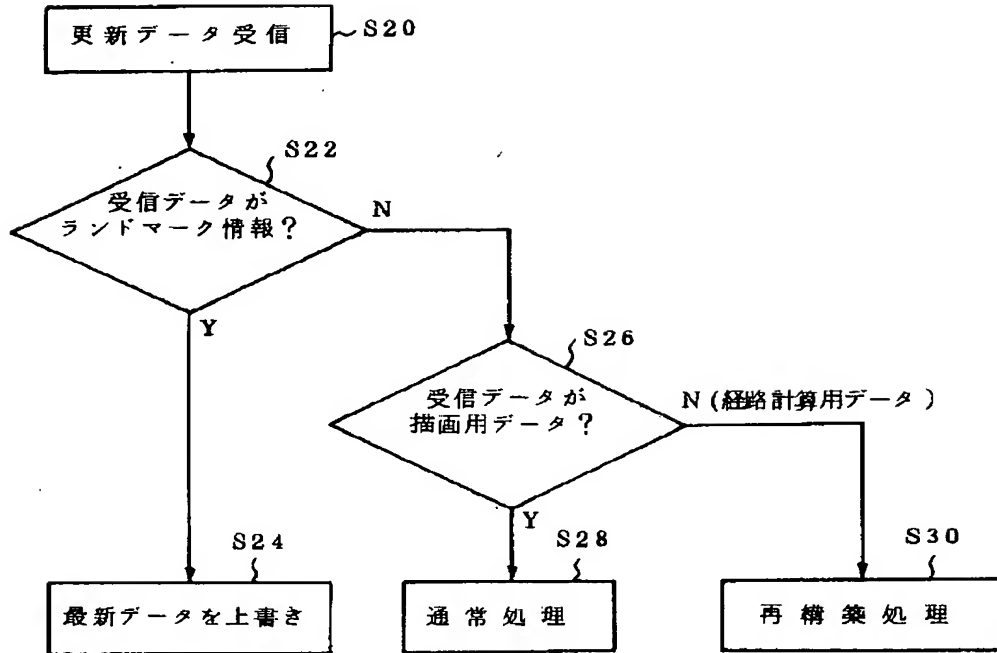 更新データ受信
S20
S22
受信データが
ランドマーク情報?
N
Y
S26
受信データが
描画用データ?
N(経路計算用データ)
Y
S24
最新データを上書き
S28
通常処理
S30
再構築処理